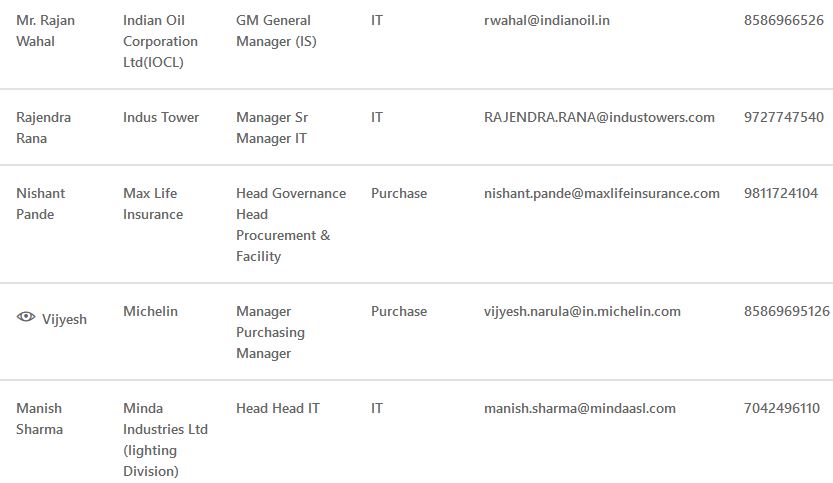 Mr. Rajan Wahal Indian Oil Corporation Ltd(IOCL) GM General Manager (IS) IT rwahal@indianoil.in 8586966526
Rajendra Rana Indus Tower Manager Sr Manager IT IT RAJENDRA.RANA@industowers.com 9727747540
Nishant Pande Max Life Insurance Head Governance Head Procurement & Facility Purchase nishant.pande@maxlifeinsurance.com 9811724104
Vijyesh Michelin Manager Purchasing Manager Purchase vijyesh.narula@in.michelin.com 85869695126
Manish Sharma Minda Industries Ltd (lighting Division) Head Head IT IT manish.sharma@mindaasl.com 7042496110